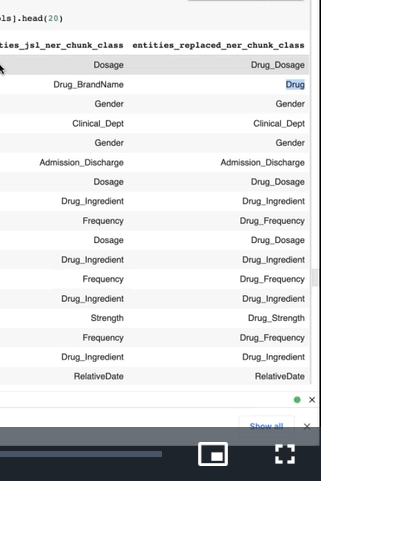 ols].head(20)
ties_jsl_ner_chunk_class entities_replaced_ner_chunk_class
Dosage Drug_Dosage
Drug_BrandName Drug
Gender Gender
Clinical_Dept Clinical_Dept
Gender Gender
Admission_Discharge Admission_Discharge
Dosage Drug_Dosage
Drug_Ingredient Drug_Ingredient
Frequency Drug_Frequency
Dosage Drug_Dosage
Drug_Ingredient Drug_Ingredient
Frequency Drug_Frequency
Drug_Ingredient Drug_Ingredient
Strength Drug_Strength
Frequency Drug_Frequency
Drug_Ingredient Drug_Ingredient
RelativeDate RelativeDate
Show all